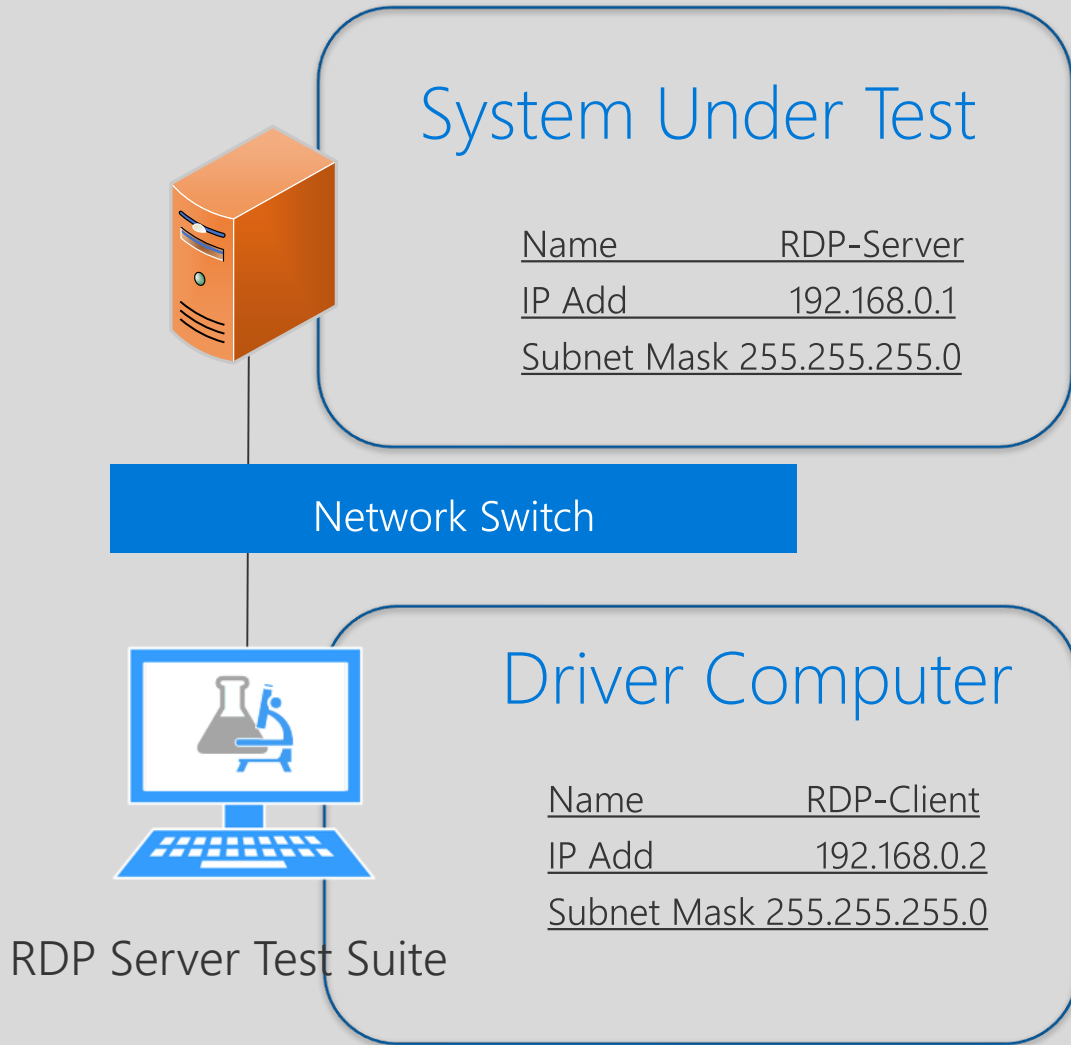 System Under Test
Name RDP-Server
IP Add 192.168.0.1
Subnet Mask 255.255.255.0
Network Switch
Driver Computer
Name RDP-Client
IP Add 192.168.0.2
Subnet Mask 255.255.255.0
RDP Server Test Suite